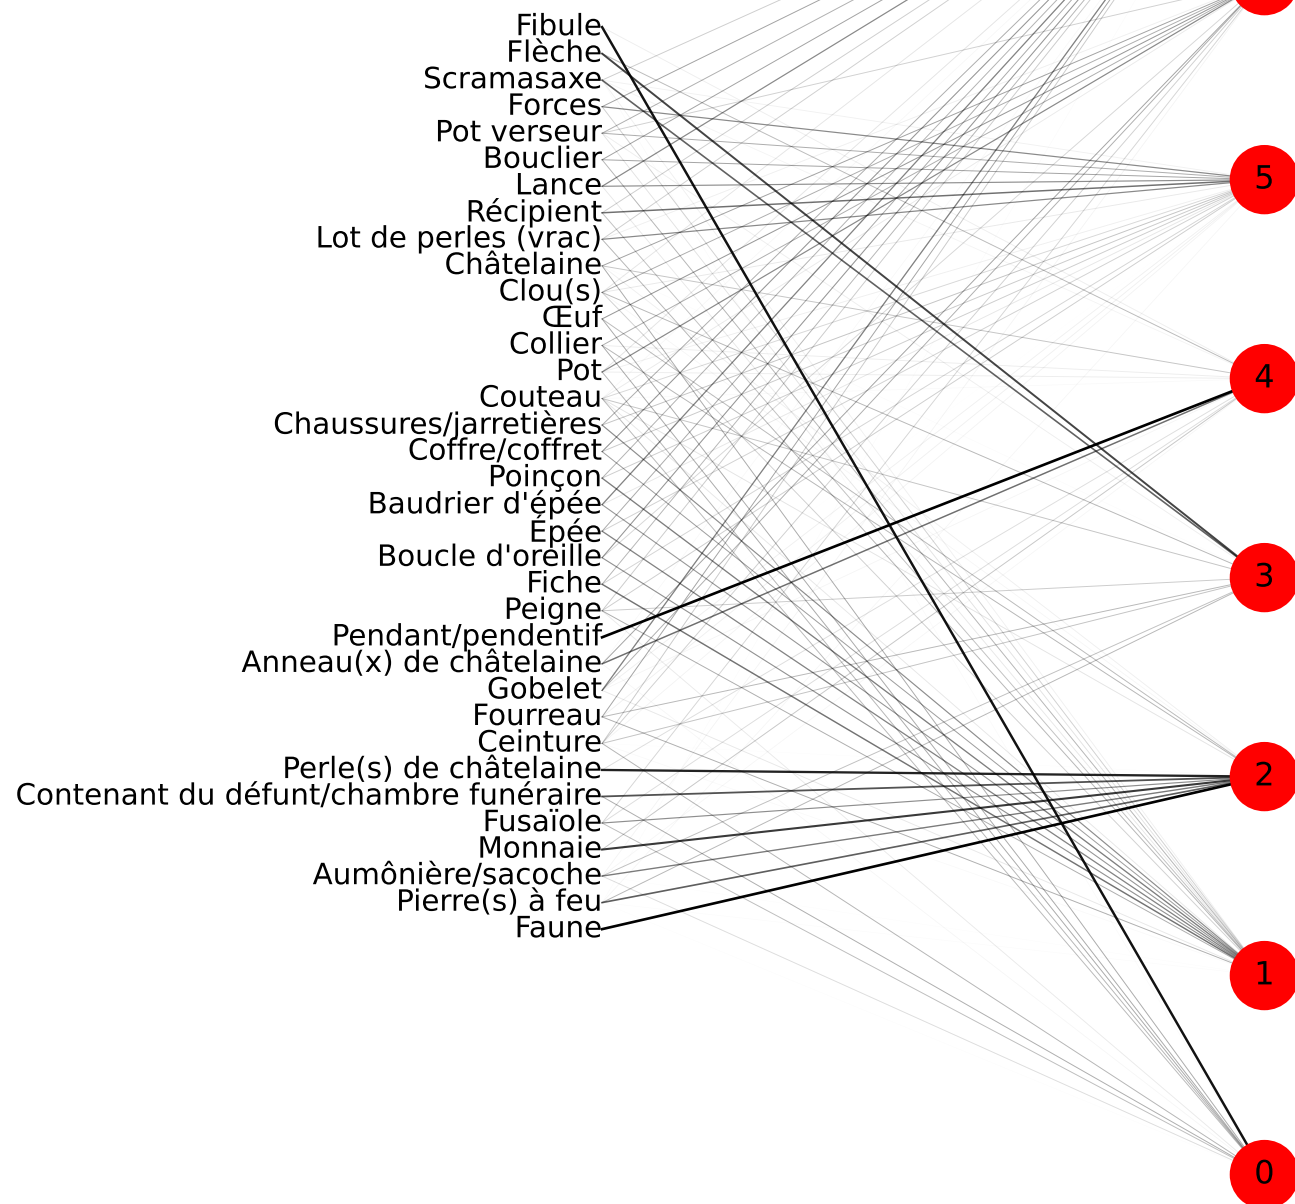 Fibule
Flèche
Scramasaxe
Forces
Pot verseur
Bouclier
Lance
Récipient
Lot de perles (vrac)
Châtelaine
Clou(s)
Œuf
Collier
Pot
Couteau
Chaussures/jarretières
Coffre/coffret
Poinçon
Baudrier d'épée
Épée
Boucle d'oreille
Fiche
Peigne
Pendant/pendentif
Anneau(x) de châtelaine
Gobelet
Fourreau
Ceinture
Perle(s) de châtelaine
Contenant du défunt/chambre funéraire
Fusaïole
Monnaie
Aumônière/sacoche
Pierre(s) à feu
Faune
5
4
3
2
1
0